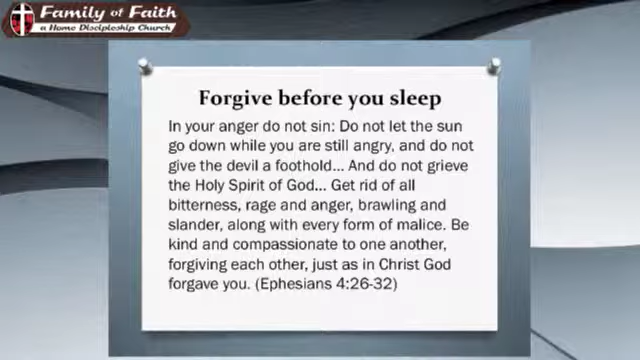 Family of Faith
a Home Discipleship Church
Forgive before you sleep
In your anger do not sin: Do not let the sun
go down while you are still angry, and do not
give the devil a foothold... And do not grieve
the Holy Spirit of God... Get rid of all
bitterness, rage and anger, brawling and
slander, along with every form of malice. Be
kind and compassionate to one another,
forgiving each other, just as in Christ God
forgave you. (Ephesians 4:26-32)